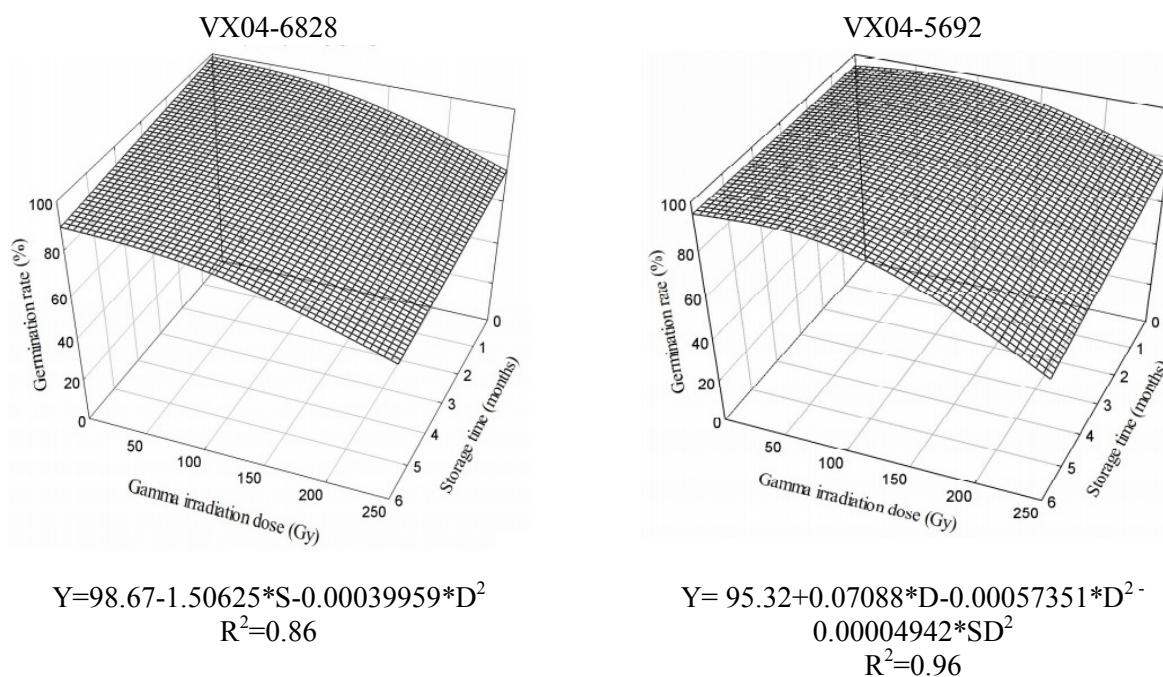 VX04-6828
VX04-5692
100
80
60
40
20
0
Germination rate (%)
50
100
150
200
250
Gamma irradiation dose (Gy)
0
1
2
3
4
5
6
Storage time (months)
100
80
60
40
20
0
Germination rate (%)
50
100
150
200
250
Gamma irradiation dose (Gy)
0
1
2
3
4
5
6
Storage time (months)
Y=98.67-1.50625*S-0.00039959*D²
R²=0.86
Y= 95.32+0.07088*D-0.00057351*D² -
0.00004942*SD²
R²=0.96